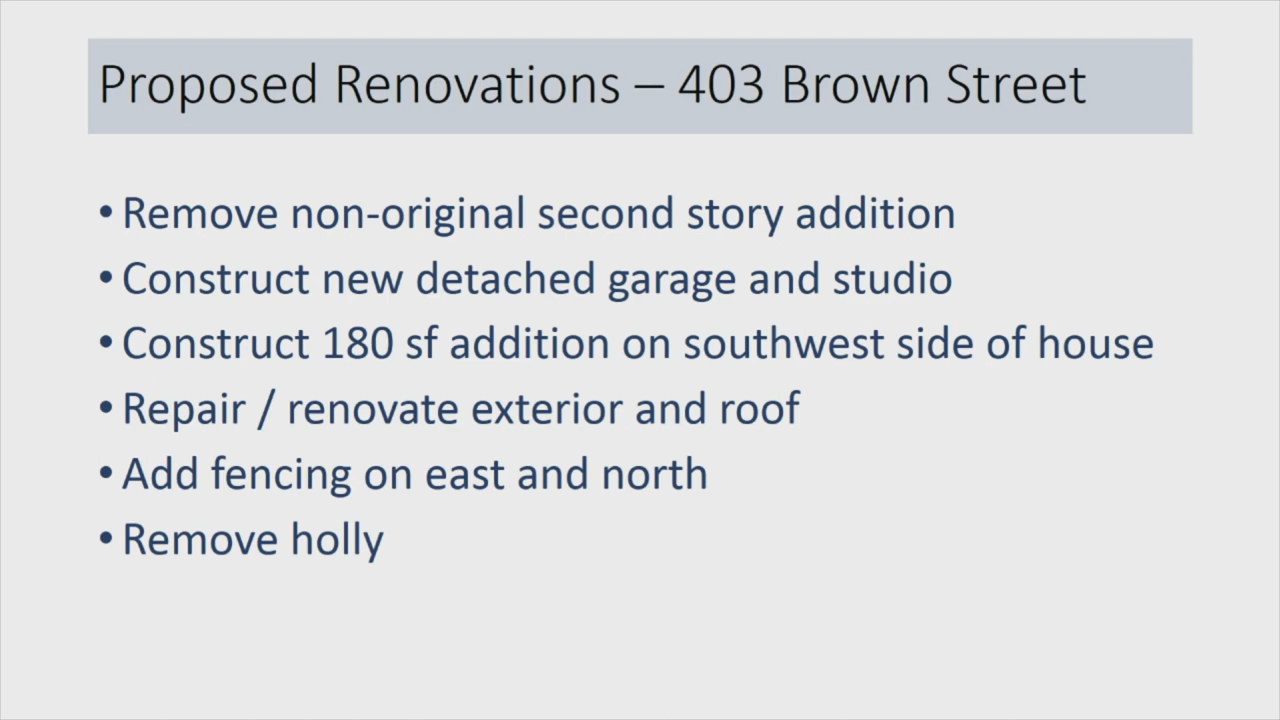 Proposed Renovations – 403 Brown Street
• Remove non-original second story addition
• Construct new detached garage and studio
• Construct 180 sf addition on southwest side of house
• Repair / renovate exterior and roof
• Add fencing on east and north
• Remove holly